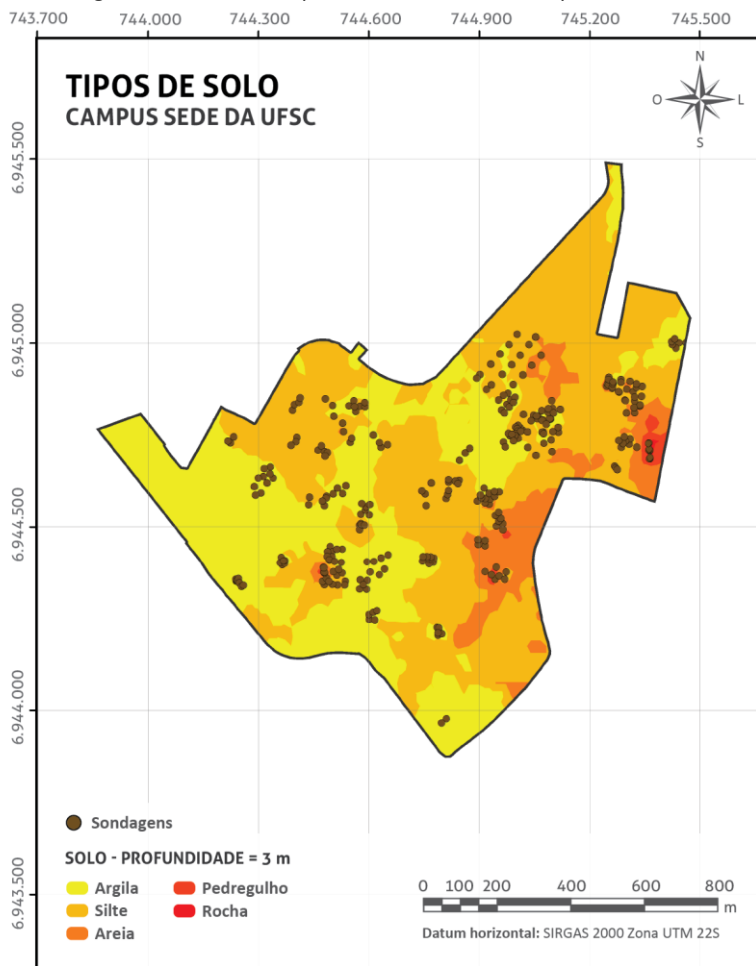 743.700 744.000 744.300 744.600 744.900 745.200 745.500
TIPOS DE SOLO
CAMPUS SEDE DA UFSC
N
O L
S
6.945.500
6.945.000
6.944.500
6.944.000
6.943.500
Sondagens
SOLO - PROFUNDIDADE = 3 m
Argila Pedregulho
Silte Rocha
Areia
0 100 200 400 600 800
m
Datum horizontal: SIRGAS 2000 Zona UTM 22S